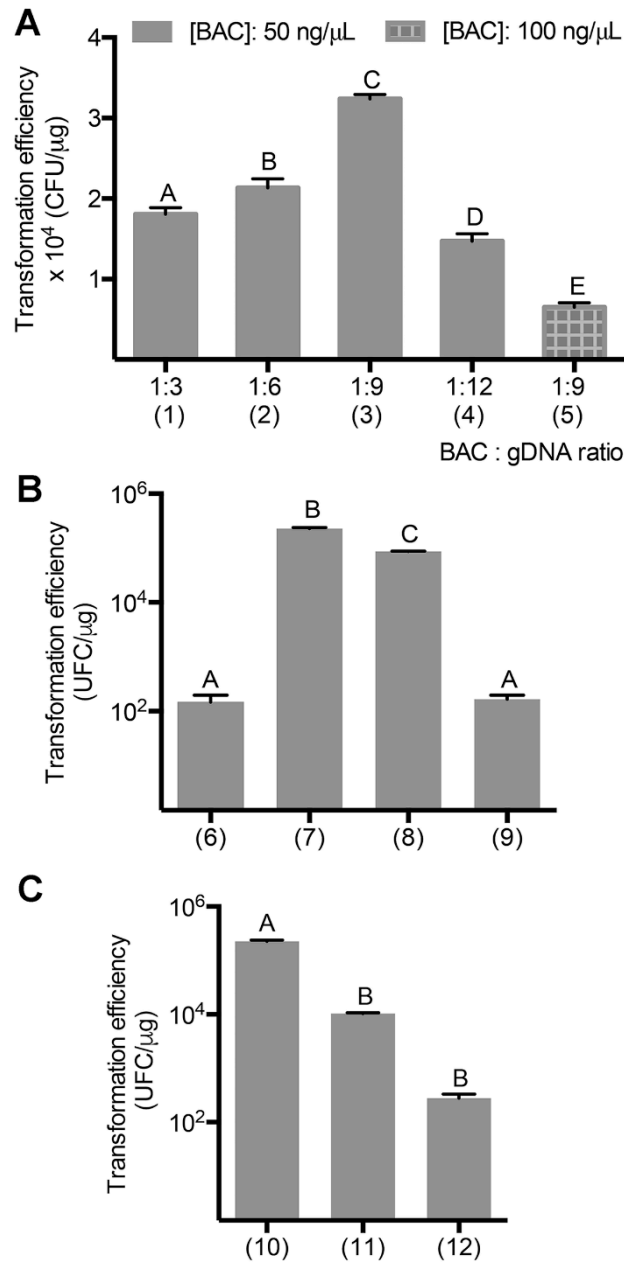 A
[BAC]: 50 ng/μL [BAC]: 100 ng/μL
Transformation efficiency
x 10⁴ (CFU/μg)
4
3
2
1
A B C D E
1:3 1:6 1:9 1:12 1:9
(1) (2) (3) (4) (5)
BAC : gDNA ratio
B
Transformation efficiency
(UFC/μg)
10⁶
10⁴
10²
A B C A
(6) (7) (8) (9)
C
Transformation efficiency
(UFC/μg)
10⁶
10⁴
10²
A B B
(10) (11) (12)